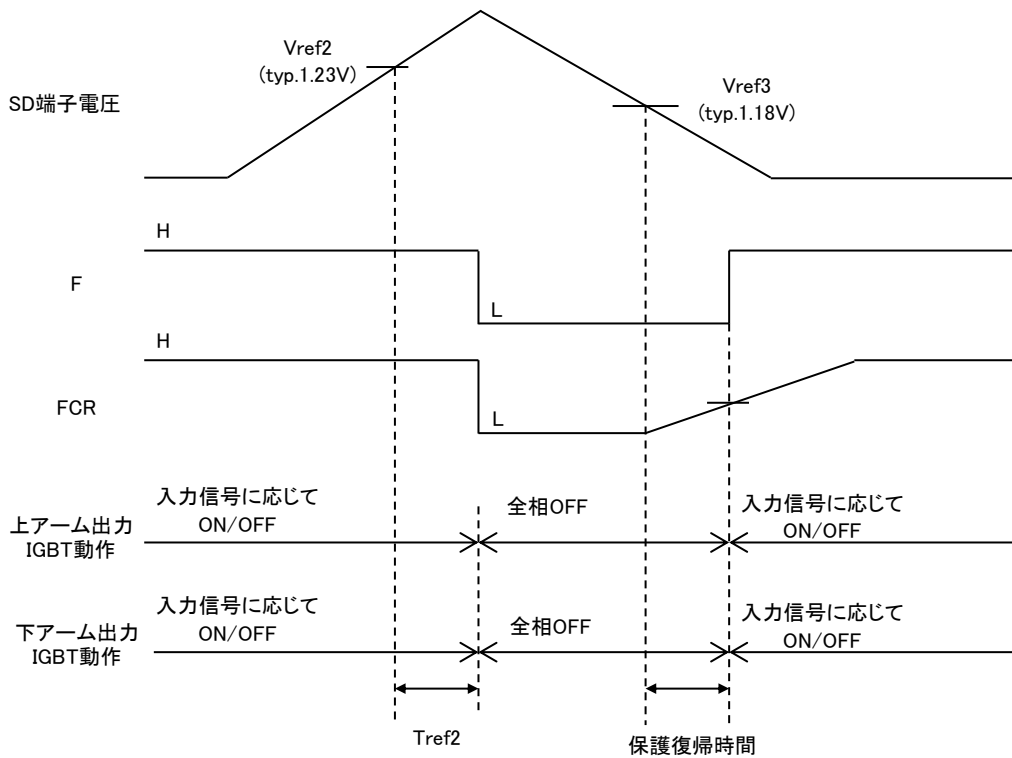 Vref2
(typ.1.23V)
SD端子電圧
Vref3
(typ.1.18V)
H
F
L
H
FCR
L
入力信号に応じて
ON/OFF
全相OFF
入力信号に応じて
ON/OFF
上アーム出力
IGBT動作
入力信号に応じて
ON/OFF
全相OFF
入力信号に応じて
ON/OFF
下アーム出力
IGBT動作
Tref2
保護復帰時間